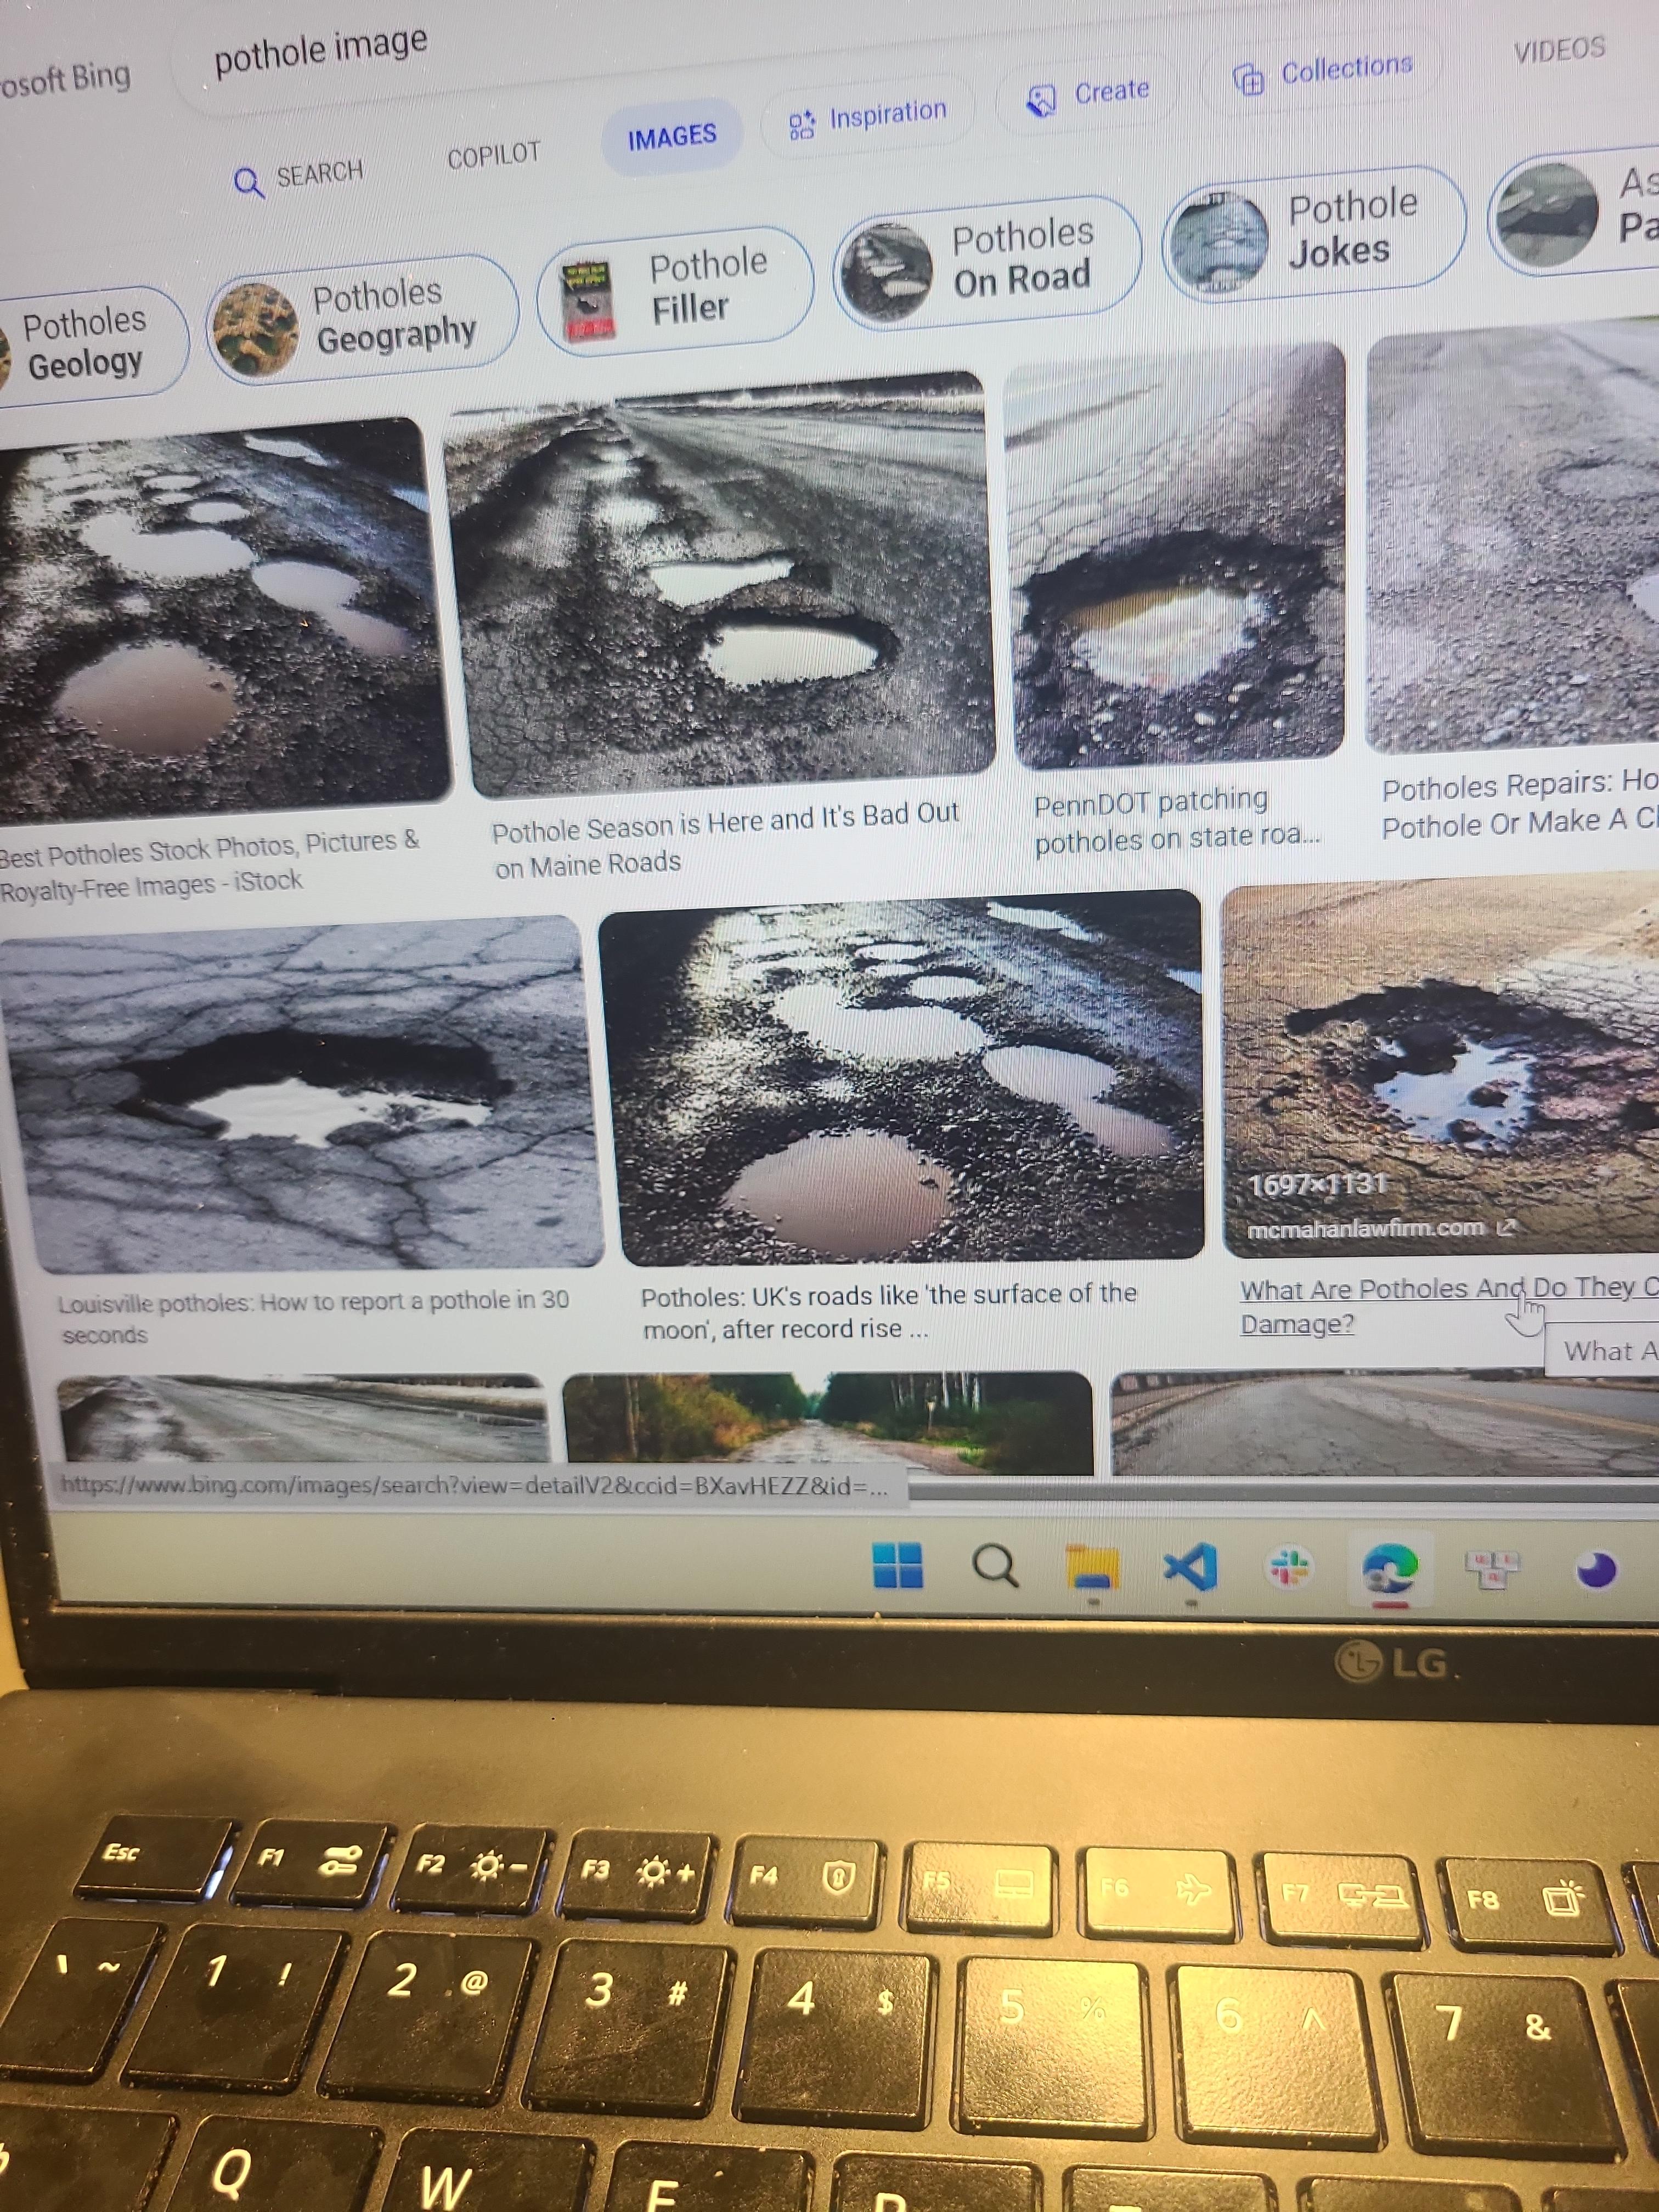 osoft Bing
pothole image
SEARCH
COPILOT
IMAGES
Inspiration
Create
Collections
VIDEOS
Potholes
Geology
Potholes
Geography
Pothole
Filler
Potholes
On Road
Pothole
Jokes
As
Pa
Best Potholes Stock Photos, Pictures &
Royalty-Free Images - iStock
Pothole Season is Here and It's Bad Out
on Maine Roads
PennDOT patching
potholes on state roa...
Potholes Repairs: Ho
Pothole Or Make A Cl
1697×1131
mcmahanlawfirm.com
Louisville potholes: How to report a pothole in 30
seconds
Potholes: UK's roads like 'the surface of the
moon', after record rise ...
What Are Potholes And Do They C
Damage?
What A
https://www.bing.com/images/search?view=detailV2&ccid=BXavHEZZ&id=...
LG
Esc F1 F2 - F3 + F4 F5 F6 F7 F8
\ ~ 1 ! 2 @ 3 # 4 $ 5 % 6 ^ 7 &
Q W E R